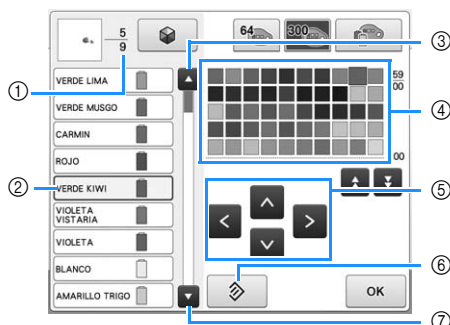 5
9
64
300
①
②
③
④
⑤
⑥
⑦
VERDE LIMA
VERDE MUSGO
CARMIN
ROJO
VERDE KIWI
VIOLETA
VISTARIA
VIOLETA
BLANCO
AMARILLO TRIGO
59
00
00
OK